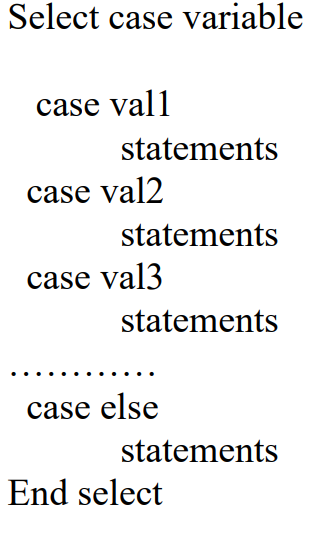 Select case variable
case val1
statements
case val2
statements
case val3
statements
…………
case else
statements
End select